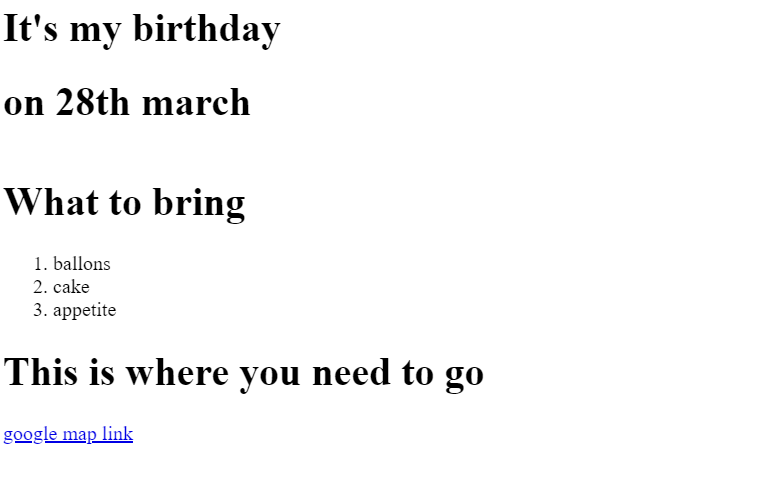 It's my birthday
on 28th march
What to bring
1. ballons
2. cake
3. appetite
This is where you need to go
google map link